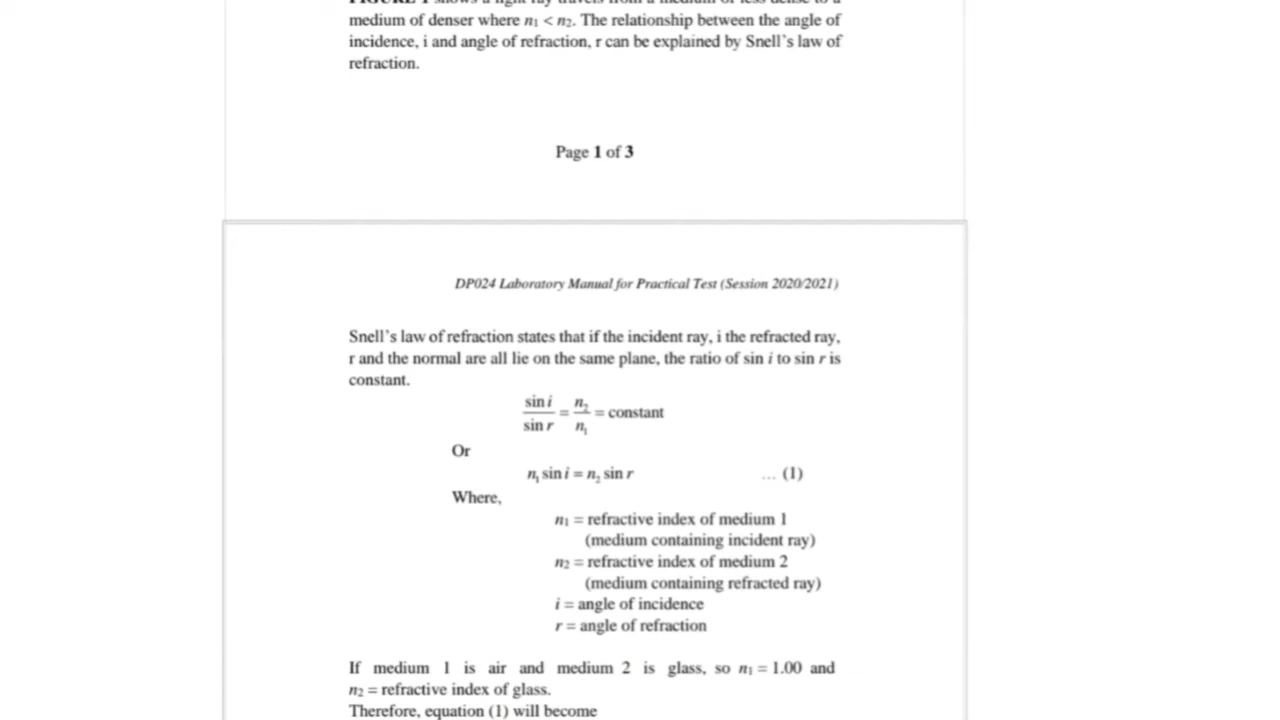 medium of denser where n₁ < n₂. The relationship between the angle of
incidence, i and angle of refraction, r can be explained by Snell's law of
refraction.
Page 1 of 3
DP024 Laboratory Manual for Practical Test (Session 2020/2021)
Snell's law of refraction states that if the incident ray, i the refracted ray,
r and the normal are all lie on the same plane, the ratio of sin i to sin r is
constant.
sin i / sin r = n₂ / n₁ = constant
Or
n₁ sin i = n₂ sin r ... (1)
Where,
n₁ = refractive index of medium 1
(medium containing incident ray)
n₂ = refractive index of medium 2
(medium containing refracted ray)
i = angle of incidence
r = angle of refraction
If medium 1 is air and medium 2 is glass, so n₁ = 1.00 and
n₂ = refractive index of glass.
Therefore, equation (1) will become